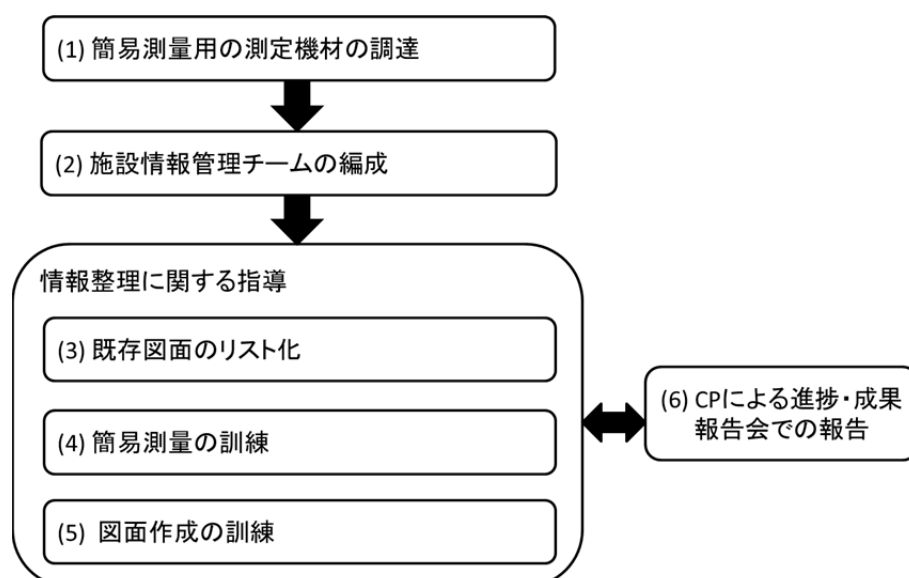 (1) 簡易測量用の測定機材の調達
(2) 施設情報管理チームの編成
情報整理に関する指導
(3) 既存図面のリスト化
(4) 簡易測量の訓練
(5) 図面作成の訓練
(6) CPによる進捗・成果
報告会での報告